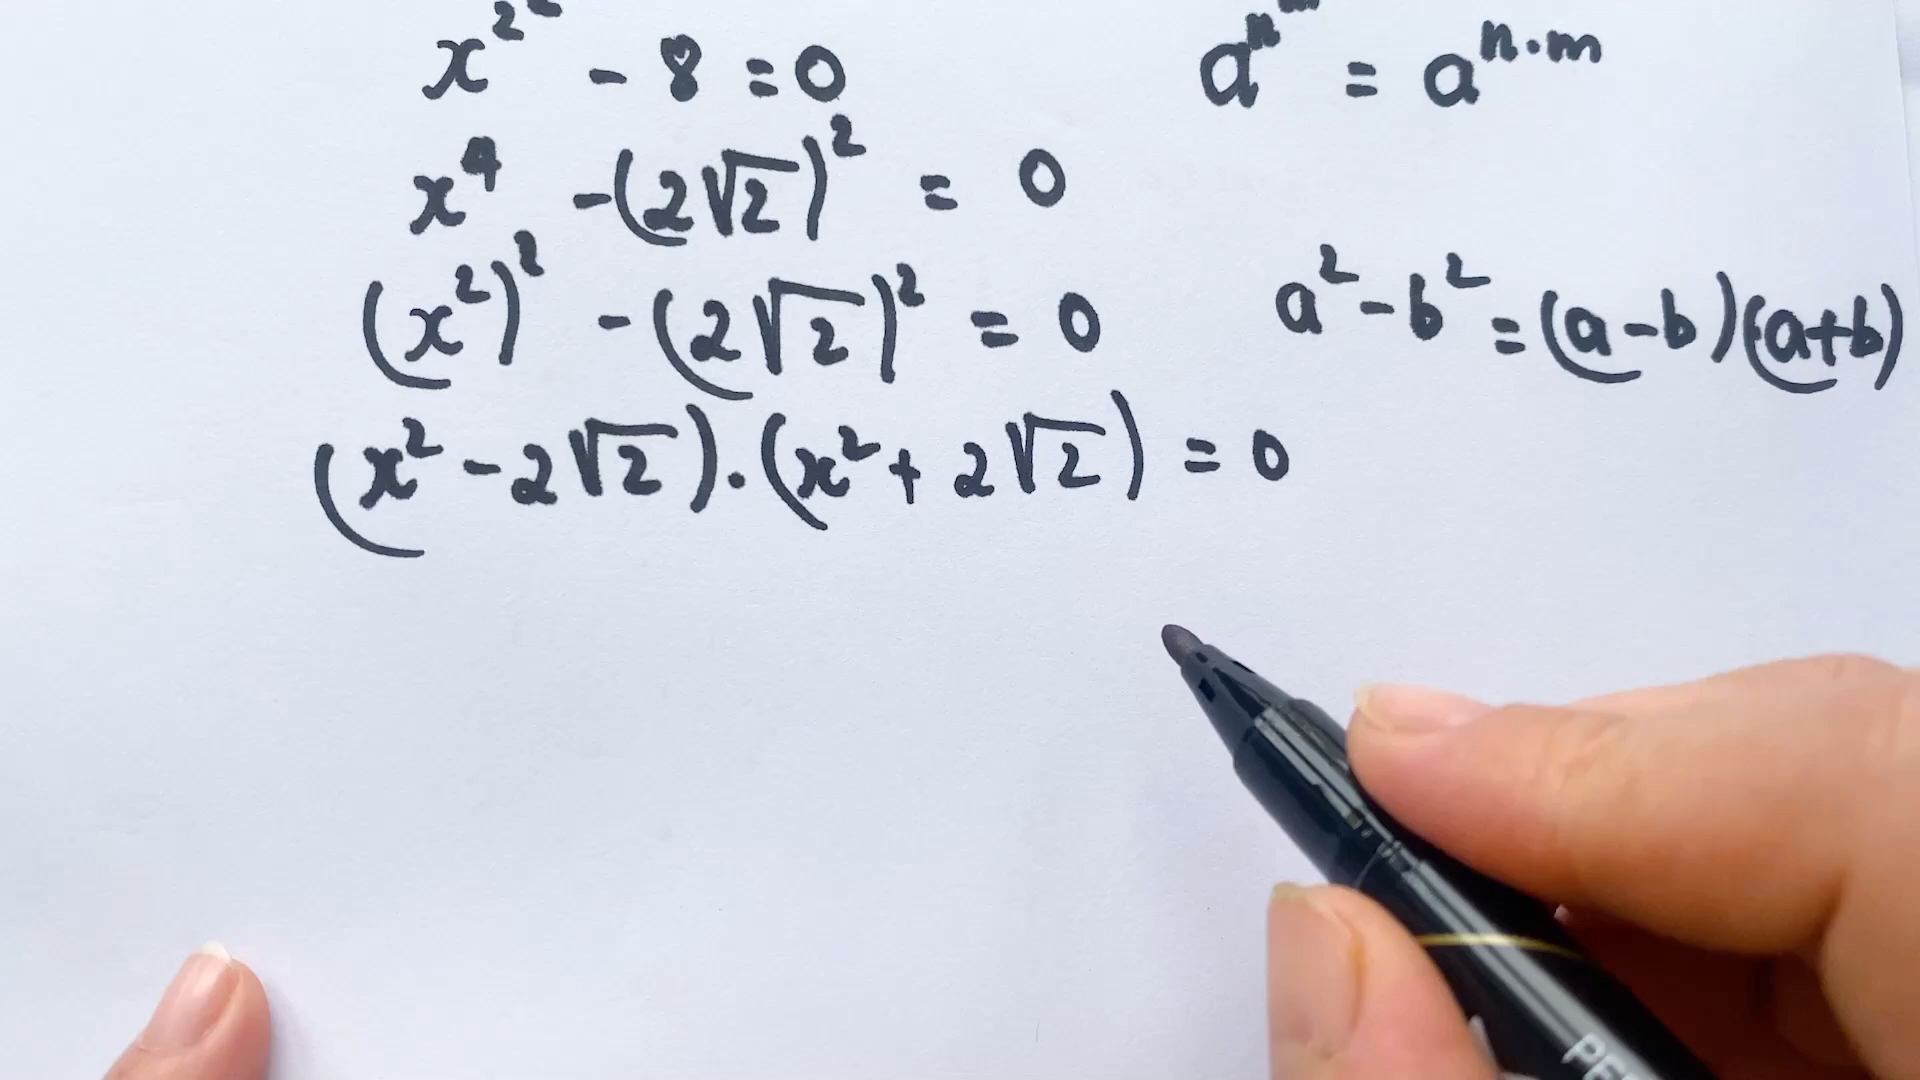 x^{2^2} - 8 = 0
a^{n^m} = a^{n·m}
x^4 - (2√2)^2 = 0
(x^2)^2 - (2√2)^2 = 0
a^2 - b^2 = (a-b)(a+b)
(x^2 - 2√2)·(x^2 + 2√2) = 0